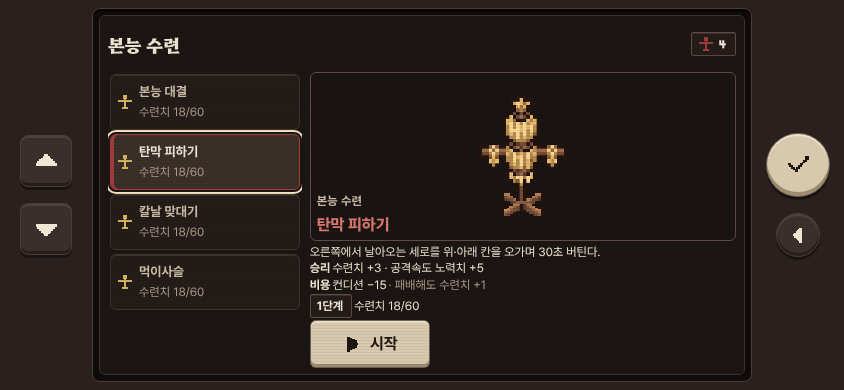 본능 수련
4
본능 대결
수련치 18/60
탄막 피하기
수련치 18/60
칼날 맞대기
수련치 18/60
먹이사슬
수련치 18/60
본능 수련
탄막 피하기
오른쪽에서 날아오는 세로를 위·아래 칸을 오가며 30초 버틴다.
승리 수련치 +3 · 공격속도 노력치 +5
비용 컨디션 −15 · 패배해도 수련치 +1
1단계 수련치 18/60
시작